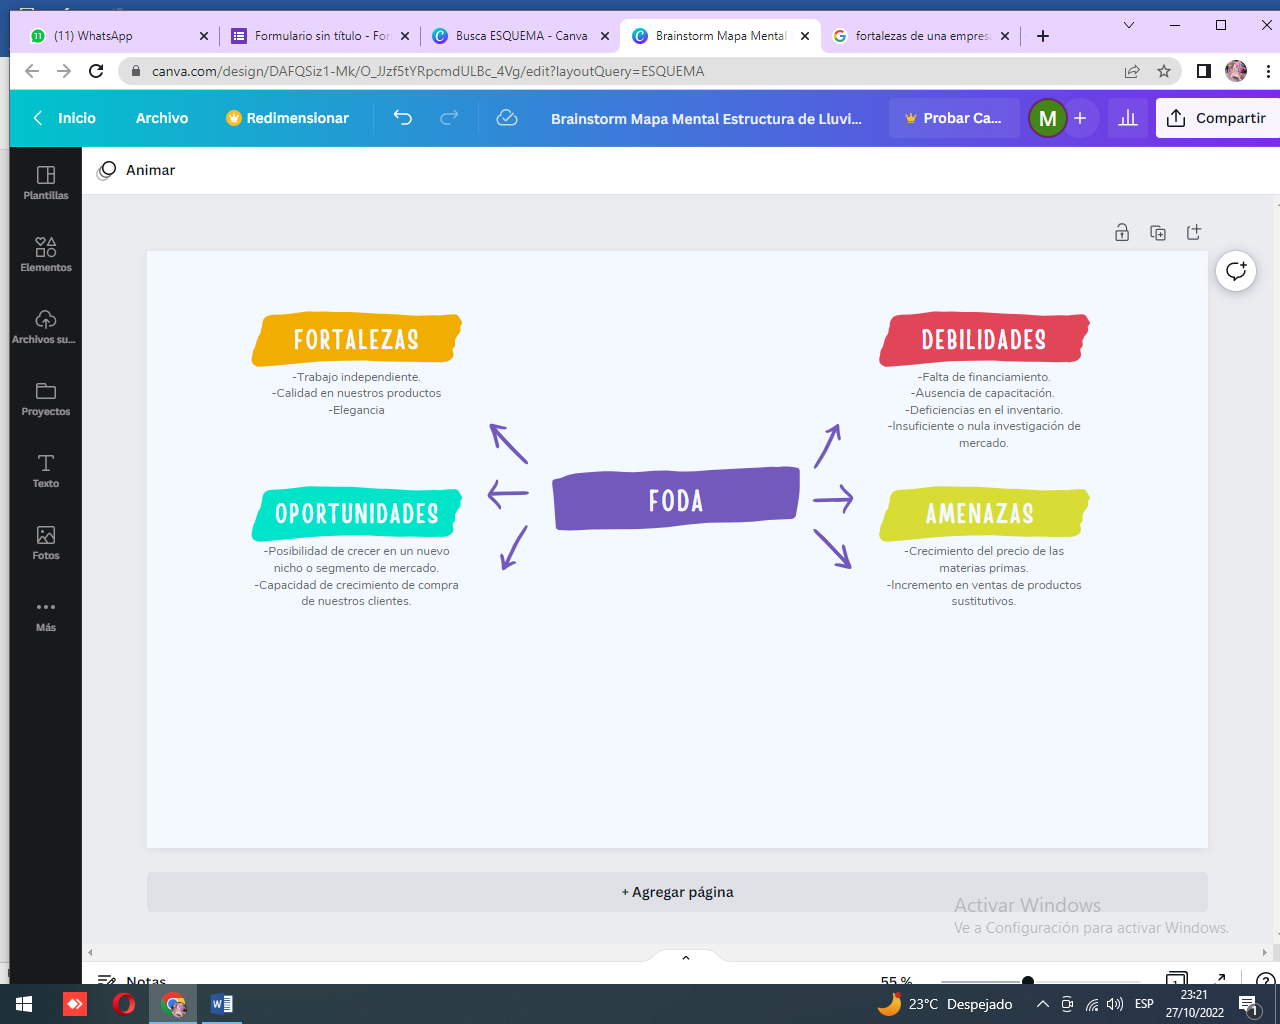 (11) WhatsApp
Formulario sin título - For
Busca ESQUEMA - Canva
Brainstorm Mapa Mental
fortalezas de una empres
canva.com/design/DAFQSiz1-Mk/O_JJzf5tYRpcmdULBc_4Vg/edit?layoutQuery=ESQUEMA
Inicio
Archivo
Redimensionar
Brainstorm Mapa Mental Estructura de Lluvi...
Probar Ca...
M
+
Compartir
Animar
Plantillas
Elementos
Archivos su...
Proyectos
Texto
Fotos
Más
FORTALEZAS
-Trabajo independiente.
-Calidad en nuestros productos
-Elegancia
DEBILIDADES
-Falta de financiamiento.
-Ausencia de capacitación.
-Deficiencias en el inventario.
-Insuficiente o nula investigación de
mercado.
FODA
OPORTUNIDADES
-Posibilidad de crecer en un nuevo
nicho o segmento de mercado.
-Capacidad de crecimiento de compra
de nuestros clientes.
AMENAZAS
-Crecimiento del precio de las
materias primas.
-Incremento en ventas de productos
sustitutivos.
+ Agregar página
Activar Windows
Ve a Configuración para activar Windows.
Notas
55 %
1
23°C Despejado
ESP
23:21
27/10/2022
1